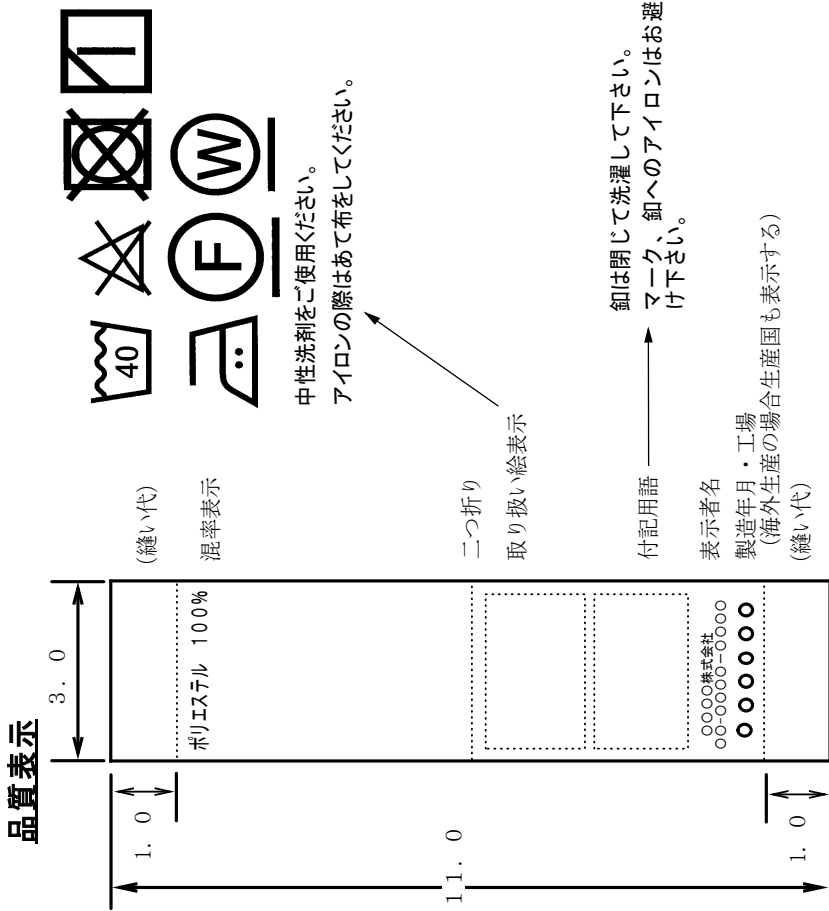 品質表示
3.0
1.0
11.0
1.0
ポリエステル 100%
○○○○株式会社
○○-○○○○-○○○○
○○○○○○
(縫い代)
混率表示
二つ折り
取り扱い絵表示
付記用語
表示者名
製造年月・工場
(海外生産の場合生産国も表示する)
(縫い代)
40
F
W
中性洗剤をご使用ください。
アイロンの際はあて布をしてください。
釦は閉じて洗濯して下さい。
マーク、釦へのアイロンはお避
け下さい。